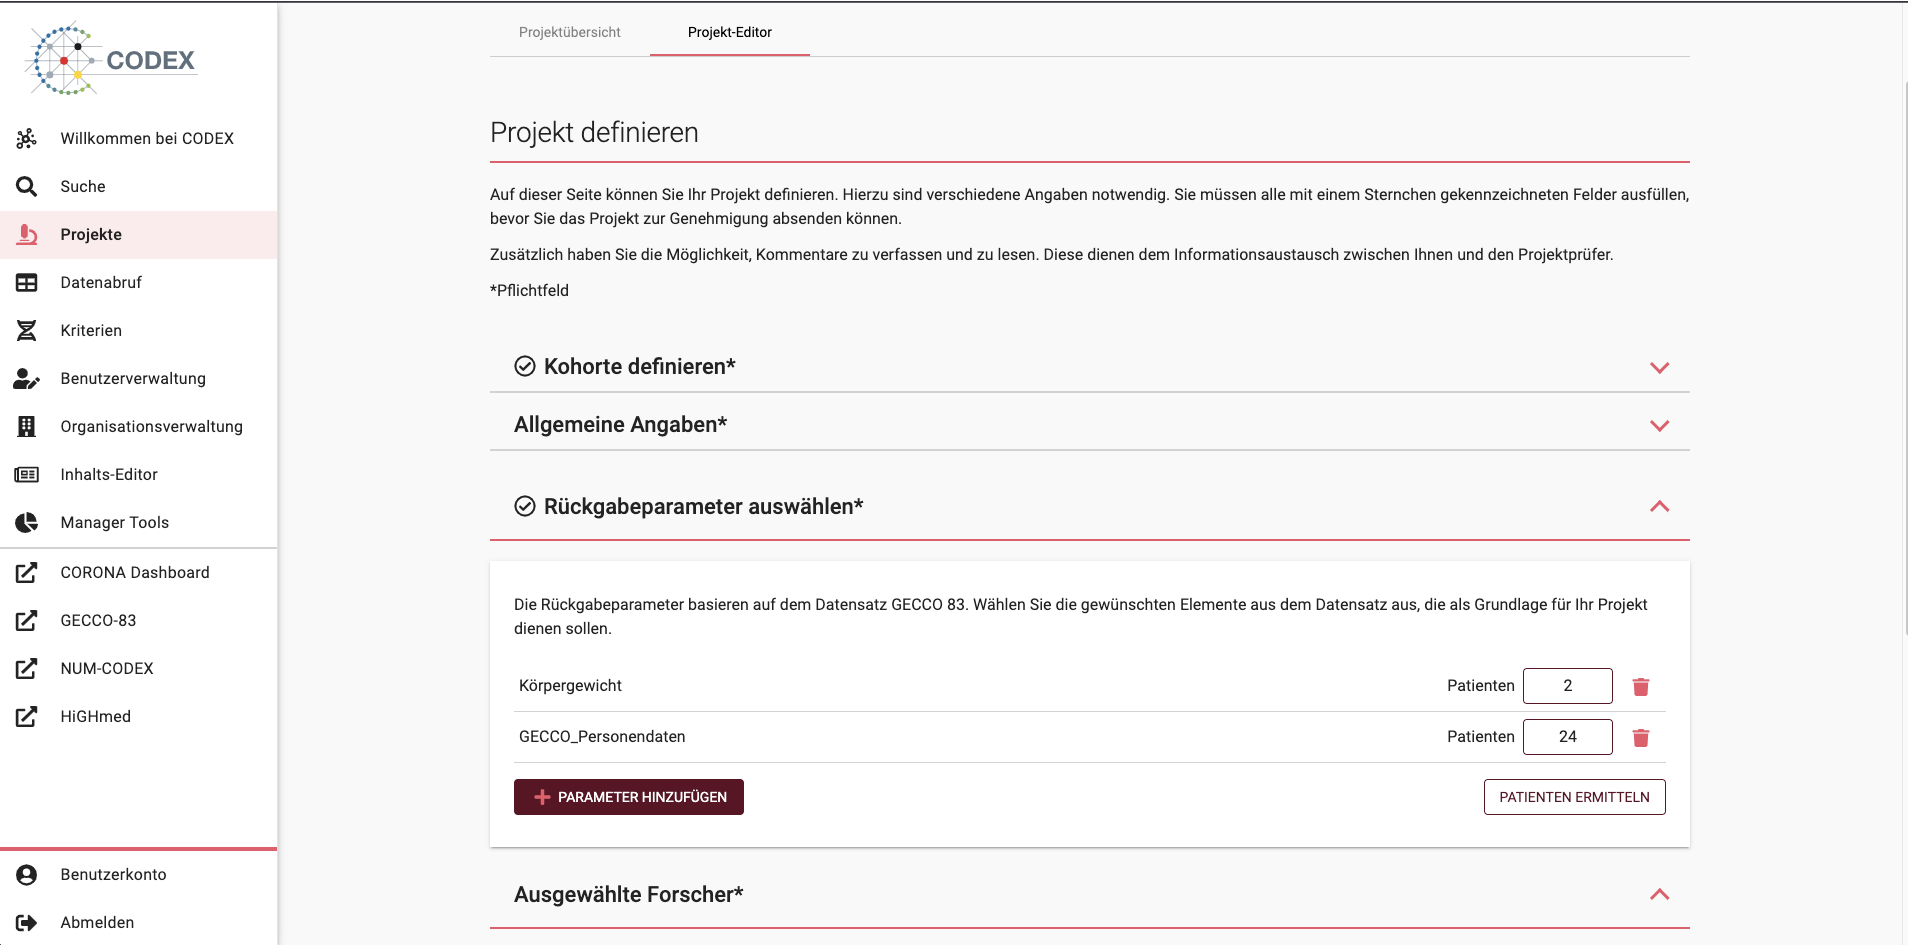 CODEX
Willkommen bei CODEX
Suche
Projekte
Datenabruf
Kriterien
Benutzerverwaltung
Organisationsverwaltung
Inhalts-Editor
Manager Tools
CORONA Dashboard
GECCO-83
NUM-CODEX
HiGHmed
Benutzerkonto
Abmelden
Projektübersicht
Projekt-Editor
Projekt definieren
Auf dieser Seite können Sie Ihr Projekt definieren. Hierzu sind verschiedene Angaben notwendig. Sie müssen alle mit einem Sternchen gekennzeichneten Felder ausfüllen,
bevor Sie das Projekt zur Genehmigung absenden können.
Zusätzlich haben Sie die Möglichkeit, Kommentare zu verfassen und zu lesen. Diese dienen dem Informationsaustausch zwischen Ihnen und den Projektprüfer.
*Pflichtfeld
Kohorte definieren*
Allgemeine Angaben*
Rückgabeparameter auswählen*
Die Rückgabeparameter basieren auf dem Datensatz GECCO 83. Wählen Sie die gewünschten Elemente aus dem Datensatz aus, die als Grundlage für Ihr Projekt
dienen sollen.
Körpergewicht Patienten 2
GECCO_Personendaten Patienten 24
PARAMETER HINZUFÜGEN PATIENTEN ERMITTELN
Ausgewählte Forscher*